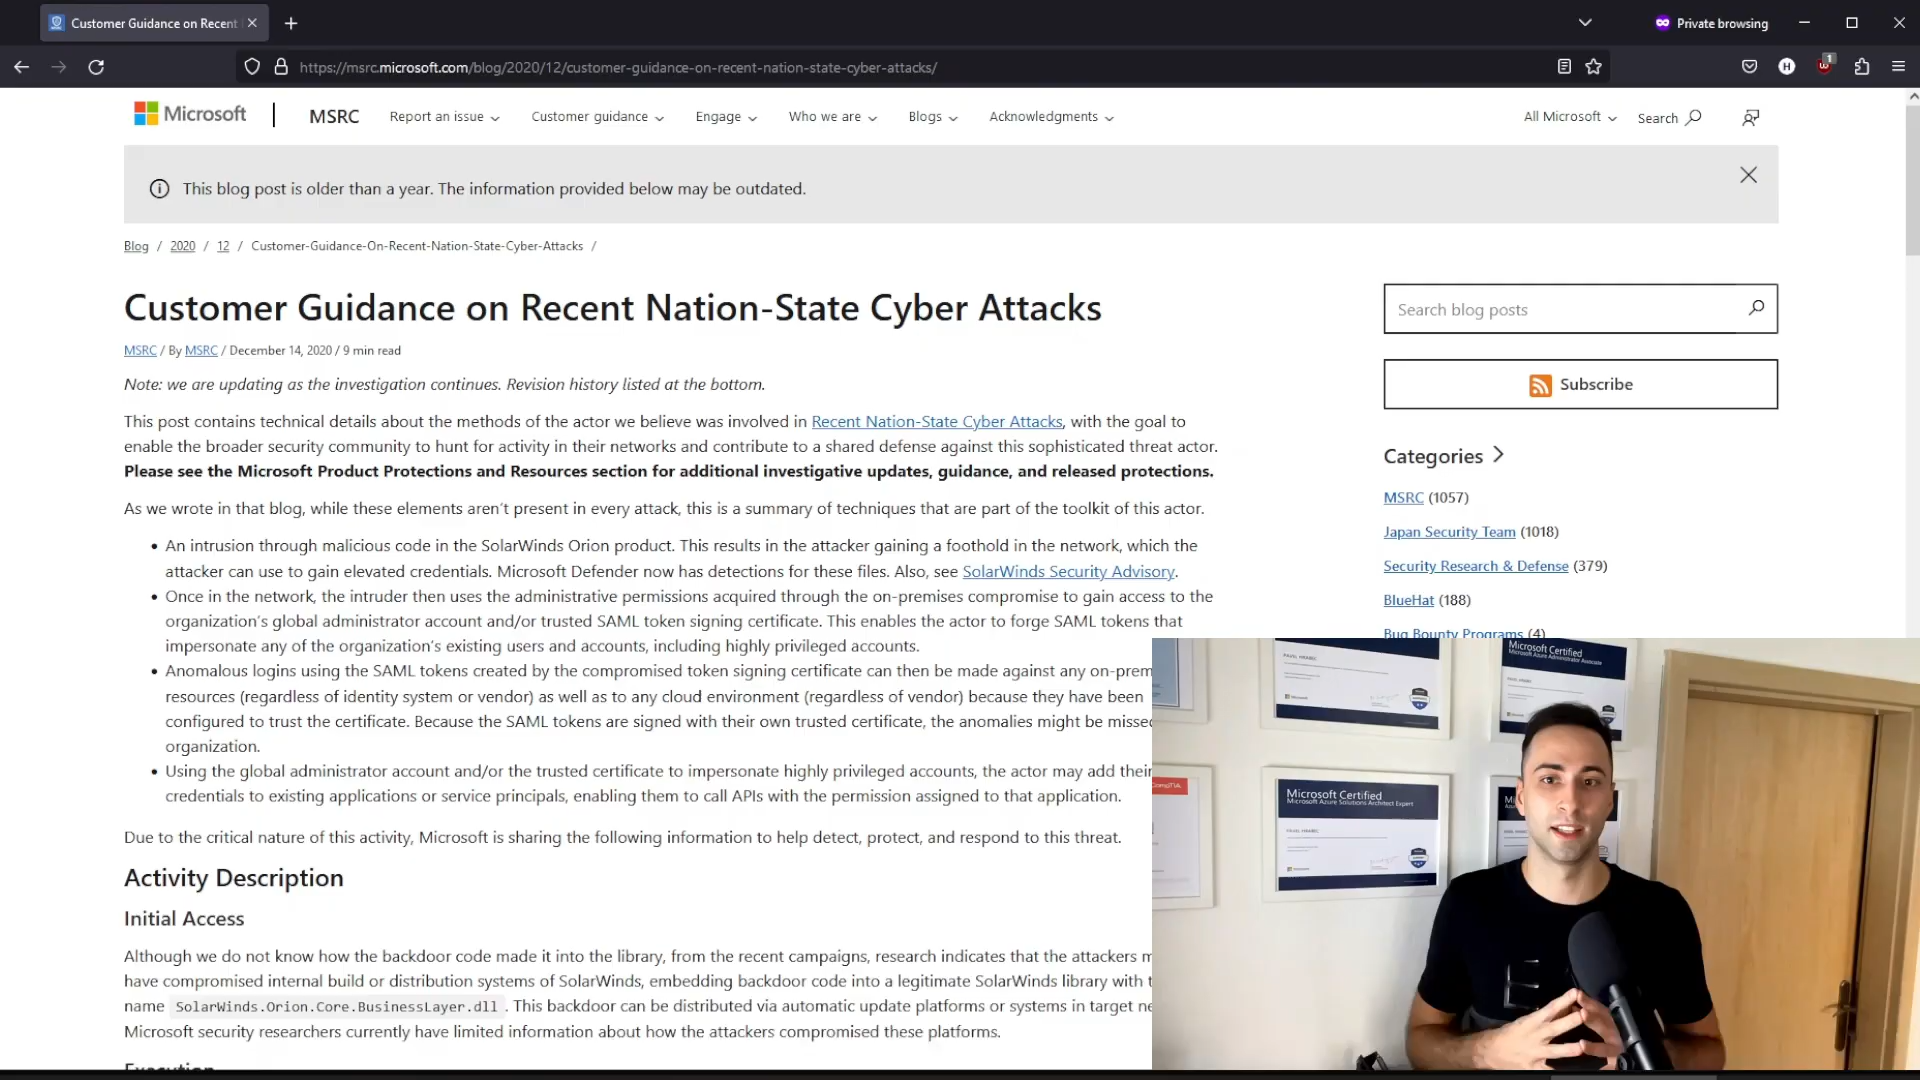 Customer Guidance on Recent
Private browsing
https://msrc.microsoft.com/blog/2020/12/customer-guidance-on-recent-nation-state-cyber-attacks/
H
1
Microsoft
MSRC
Report an issue
Customer guidance
Engage
Who we are
Blogs
Acknowledgments
All Microsoft
Search
This blog post is older than a year. The information provided below may be outdated.
Blog / 2020 / 12 / Customer-Guidance-On-Recent-Nation-State-Cyber-Attacks /
Customer Guidance on Recent Nation-State Cyber Attacks
MSRC / By MSRC / December 14, 2020 / 9 min read
Note: we are updating as the investigation continues. Revision history listed at the bottom.
This post contains technical details about the methods of the actor we believe was involved in Recent Nation-State Cyber Attacks, with the goal to
enable the broader security community to hunt for activity in their networks and contribute to a shared defense against this sophisticated threat actor.
Please see the Microsoft Product Protections and Resources section for additional investigative updates, guidance, and released protections.
As we wrote in that blog, while these elements aren't present in every attack, this is a summary of techniques that are part of the toolkit of this actor.
• An intrusion through malicious code in the SolarWinds Orion product. This results in the attacker gaining a foothold in the network, which the
attacker can use to gain elevated credentials. Microsoft Defender now has detections for these files. Also, see SolarWinds Security Advisory.
• Once in the network, the intruder then uses the administrative permissions acquired through the on-premises compromise to gain access to the
organization's global administrator account and/or trusted SAML token signing certificate. This enables the actor to forge SAML tokens that
impersonate any of the organization's existing users and accounts, including highly privileged accounts.
• Anomalous logins using the SAML tokens created by the compromised token signing certificate can then be made against any on-prem
resources (regardless of identity system or vendor) as well as to any cloud environment (regardless of vendor) because they have been
configured to trust the certificate. Because the SAML tokens are signed with their own trusted certificate, the anomalies might be misse
organization.
• Using the global administrator account and/or the trusted certificate to impersonate highly privileged accounts, the actor may add their
credentials to existing applications or service principals, enabling them to call APIs with the permission assigned to that application.
Due to the critical nature of this activity, Microsoft is sharing the following information to help detect, protect, and respond to this threat.
Activity Description
Initial Access
Although we do not know how the backdoor code made it into the library, from the recent campaigns, research indicates that the attackers m
have compromised internal build or distribution systems of SolarWinds, embedding backdoor code into a legitimate SolarWinds library with t
name SolarWinds.Orion.Core.BusinessLayer.dll. This backdoor can be distributed via automatic update platforms or systems in target ne
Microsoft security researchers currently have limited information about how the attackers compromised these platforms.
Execution
Search blog posts
Subscribe
Categories
MSRC (1057)
Japan Security Team (1018)
Security Research & Defense (379)
BlueHat (188)
Bug Bounty Programs (4)
Microsoft Certified
Microsoft Azure Administrator Associate
Microsoft Certified
Microsoft Azure Solutions Architect Expert
PAVEL HRABEC
CompTIA